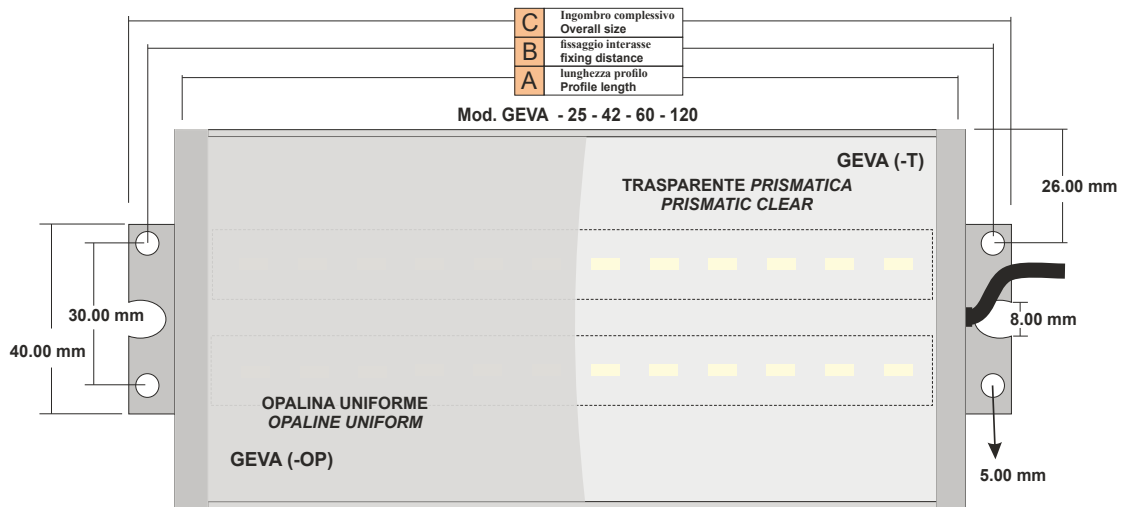 C Ingombro complessivo
Overall size
B fissaggio interasse
fixing distance
A lunghezza profilo
Profile length
Mod. GEVA - 25 - 42 - 60 - 120
GEVA (-T)
TRASPARENTE PRISMATICA
PRISMATIC CLEAR
26.00 mm
30.00 mm
8.00 mm
40.00 mm
OPALINA UNIFORME
OPALINE UNIFORM
GEVA (-OP)
5.00 mm